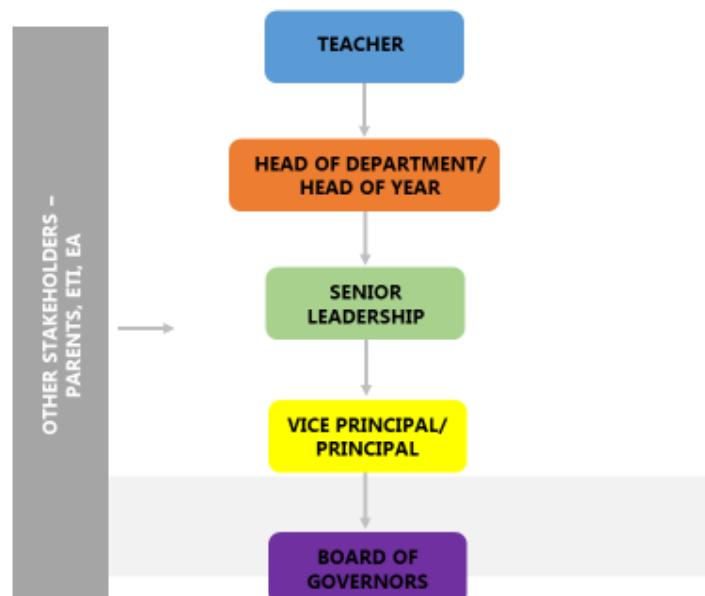 TEACHER
HEAD OF DEPARTMENT/
HEAD OF YEAR
SENIOR
LEADERSHIP
VICE PRINCIPAL/
PRINCIPAL
BOARD OF
GOVERNORS
OTHER STAKEHOLDERS –
PARENTS, ETI, EA